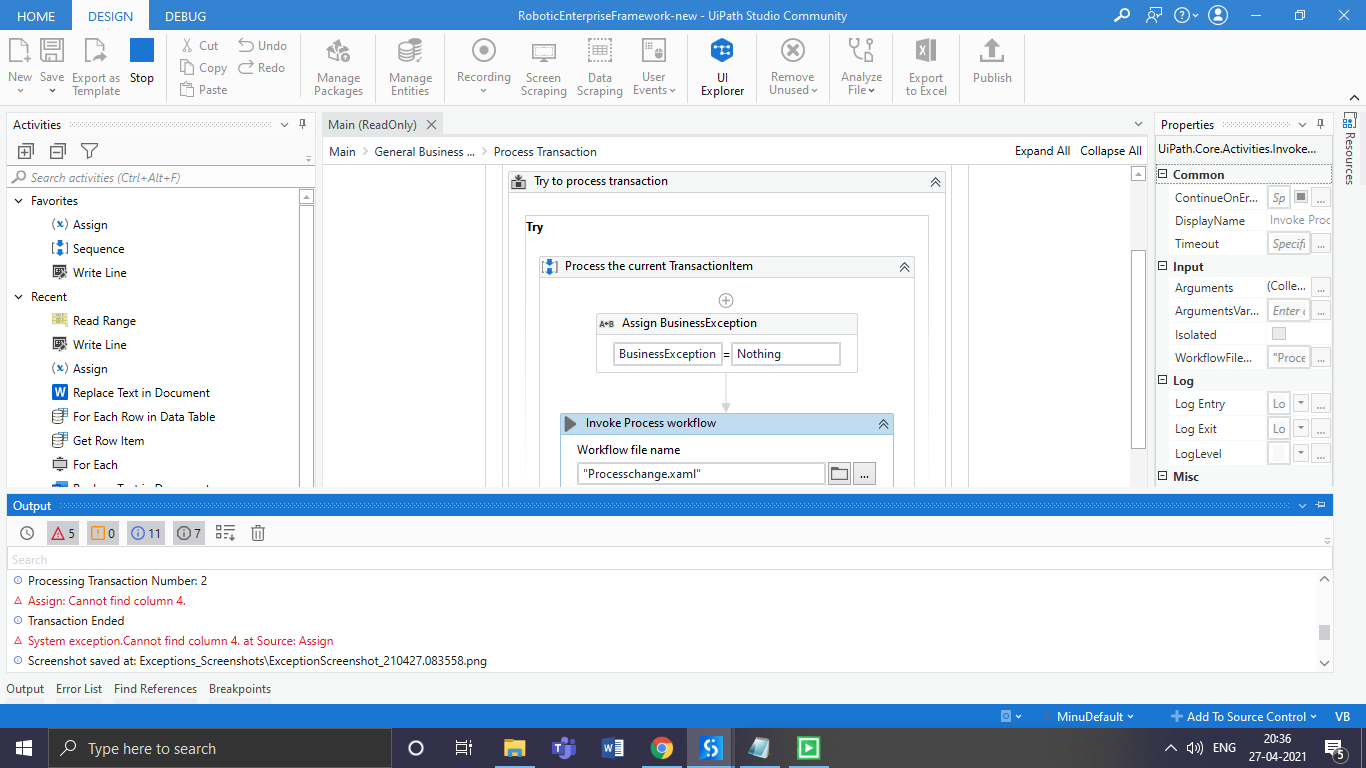 HOME DESIGN DEBUG RoboticEnterpriseFramework-new - UiPath Studio Community
New Save Export as Template Stop
Cut Undo
Copy Redo
Paste
Manage Packages Manage Entities Recording Screen Scraping Data Scraping User Events UI Explorer Remove Unused Analyze File Export to Excel Publish
Activities
Search activities (Ctrl+Alt+F)
Favorites
Assign
Sequence
Write Line
Recent
Read Range
Write Line
Assign
Replace Text in Document
For Each Row in Data Table
Get Row Item
For Each
Main (ReadOnly)
Main General Business ... Process Transaction Expand All Collapse All
Try to process transaction
Try
Process the current TransactionItem
A+B Assign BusinessException
BusinessException = Nothing
Invoke Process workflow
Workflow file name
"Processchange.xaml" ...
Properties
UiPath.Core.Activities.Invoke...
Common
ContinueOnEr... Sp ...
DisplayName Invoke Proc
Timeout Specifi ...
Input
Arguments (Colle... ...
ArgumentsVar... Enter ...
Isolated
WorkflowFile... "Proce ...
Log
Log Entry Lo ...
Log Exit Lo ...
LogLevel ...
Misc
Resources
Output
5 0 11 7
Search
Processing Transaction Number: 2
Assign: Cannot find column 4.
Transaction Ended
System exception.Cannot find column 4. at Source: Assign
Screenshot saved at: Exceptions_Screenshots\ExceptionScreenshot_210427.083558.png
Output Error List Find References Breakpoints
MinuDefault Add To Source Control VB
Type here to search
ENG
20:36
27-04-2021
5